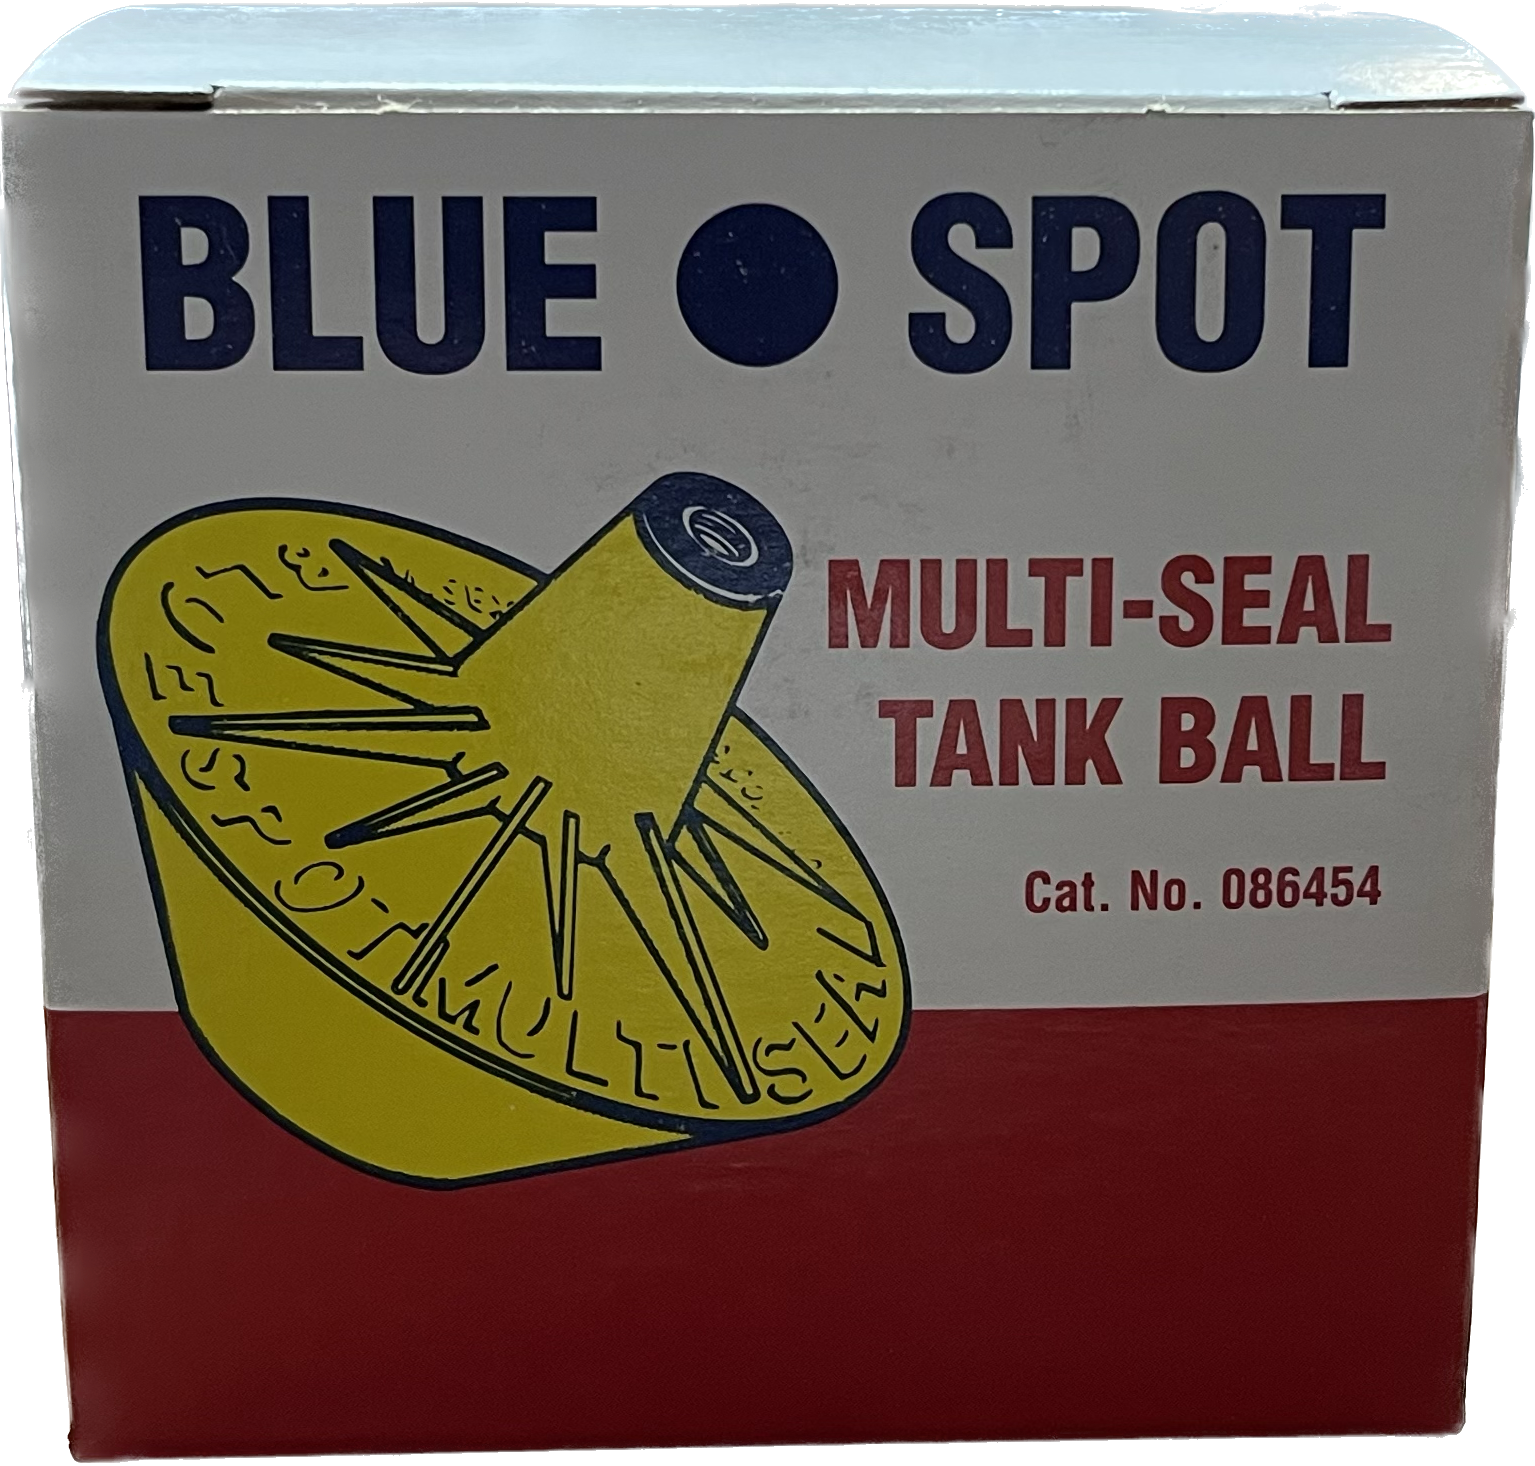 BLUE ● SPOT
MULTI-SEAL
TANK BALL
Cat. No. 086454
MULTI SEAL